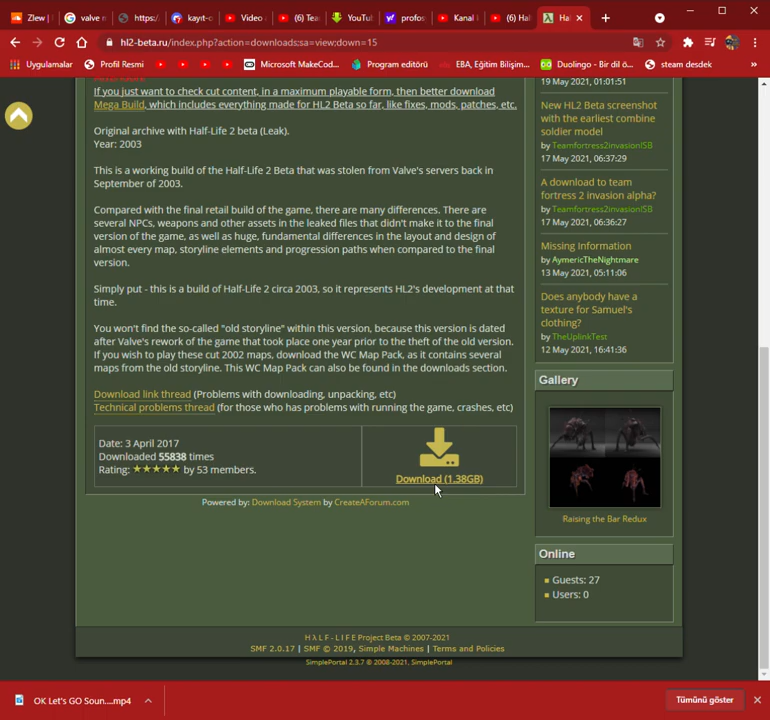 Zlew |
valve n
https:/
kayıt-o
Video
(6) Tea
YouTu
profos
Kanal i
(6) Hal
Hal
hl2-beta.ru/index.php?action=downloads;sa=view;down=15
Uygulamalar
Profil Resmi
Microsoft MakeCod...
Program editörü
EBA, Eğitim Bilişim...
Duolingo - Bir dil ö...
steam desdek
»
If you just want to check cut content, in a maximum playable form, then better download
Mega Build, which includes everything made for HL2 Beta so far, like fixes, mods, patches, etc.
Original archive with Half-Life 2 beta (Leak).
Year: 2003
This is a working build of the Half-Life 2 Beta that was stolen from Valve's servers back in
September of 2003.
Compared with the final retail build of the game, there are many differences. There are
several NPCs, weapons and other assets in the leaked files that didn't make it to the final
version of the game, as well as huge, fundamental differences in the layout and design of
almost every map, storyline elements and progression paths when compared to the final
version.
Simply put - this is a build of Half-Life 2 circa 2003, so it represents HL2's development at that
time.
You won't find the so-called "old storyline" within this version, because this version is dated
after Valve's rework of the game that took place one year prior to the theft of the old version.
If you wish to play these cut 2002 maps, download the WC Map Pack, as it contains several
maps from the old storyline. This WC Map Pack can also be found in the downloads section.
Download link thread (Problems with downloading, unpacking, etc)
Technical problems thread (for those who has problems with running the game, crashes, etc)
Date: 3 April 2017
Downloaded 55838 times
Rating: ★★★★★ by 53 members.
Download (1.38GB)
Powered by: Download System by CreateAForum.com
19 May 2021, 01:01:51
New HL2 Beta screenshot
with the earliest combine
soldier model
by Teamfortress2invasionISB
17 May 2021, 06:37:29
A download to team
fortress 2 invasion alpha?
by Teamfortress2invasionISB
17 May 2021, 06:36:27
Missing Information
by AymericTheNightmare
13 May 2021, 05:11:06
Does anybody have a
texture for Samuel's
clothing?
by TheUplinkTest
12 May 2021, 16:41:36
Gallery
Raising the Bar Redux
Online
Guests: 27
Users: 0
H λ L F - L I F E Project Beta © 2007-2021
SMF 2.0.17 | SMF © 2019, Simple Machines | Terms and Policies
SimplePortal 2.3.7 © 2008-2021, SimplePortal
OK Let's GO Soun....mp4
Tümünü göster